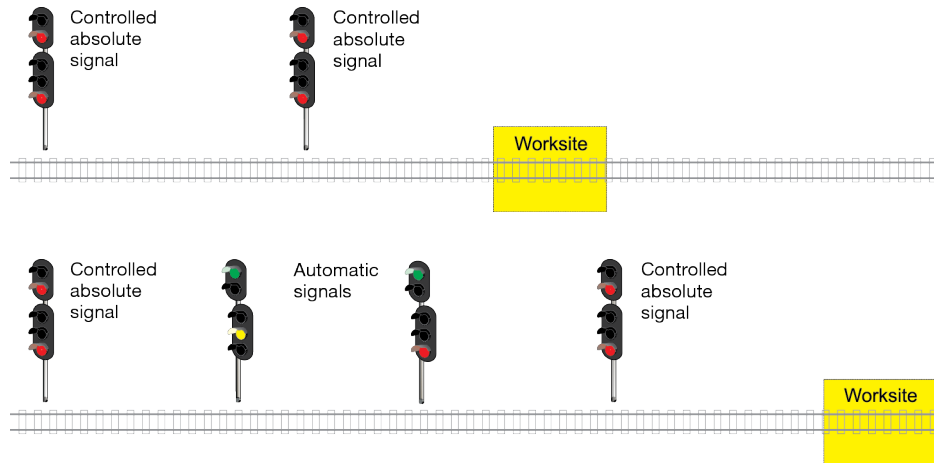 Controlled
absolute
signal
Controlled
absolute
signal
Worksite
Controlled
absolute
signal
Automatic
signals
Controlled
absolute
signal
Worksite